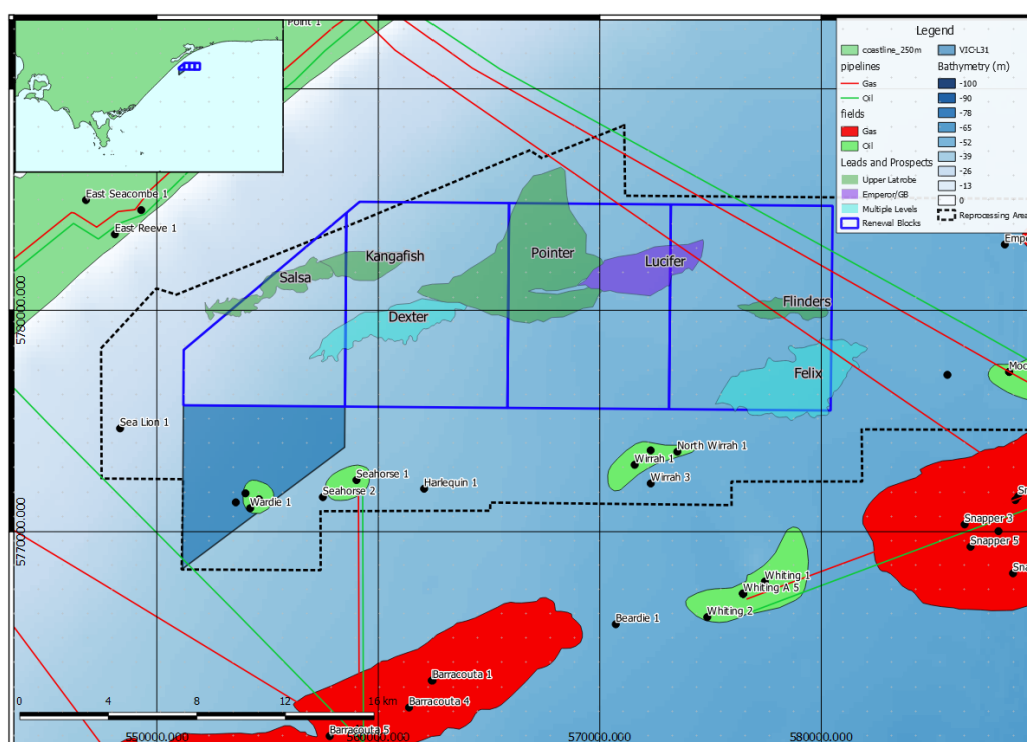 Point 1
Legend
coastline_250m
pipelines
Gas
Oil
fields
Gas
Oil
Leads and Prospects
Upper Latrobe
Emperor/GB
Multiple Levels
Renewal Blocks
VIC-L31
Bathymetry (m)
-100
-90
-78
-65
-52
-39
-26
-13
0
Reprocessing Area
East Seacombe 1
East Reeve 1
Kangafish
Pointer
Lucifer
Salsa
Flinders
Dexter
Felix
5780000.000
Sea Lion 1
North Wirrah 1
Wirrah 1
Wirrah 3
Seahorse 1
Seahorse 2
Harlequin 1
Wardie 1
Snapper 3
Snapper 5
5770000.000
Whiting 1
Whiting A 5
Whiting 2
Beardie 1
Barracouta 1
Barracouta 4
Barracouta 5
0 4 8 12 16 km
550000.000 560000.000 570000.000 580000.000